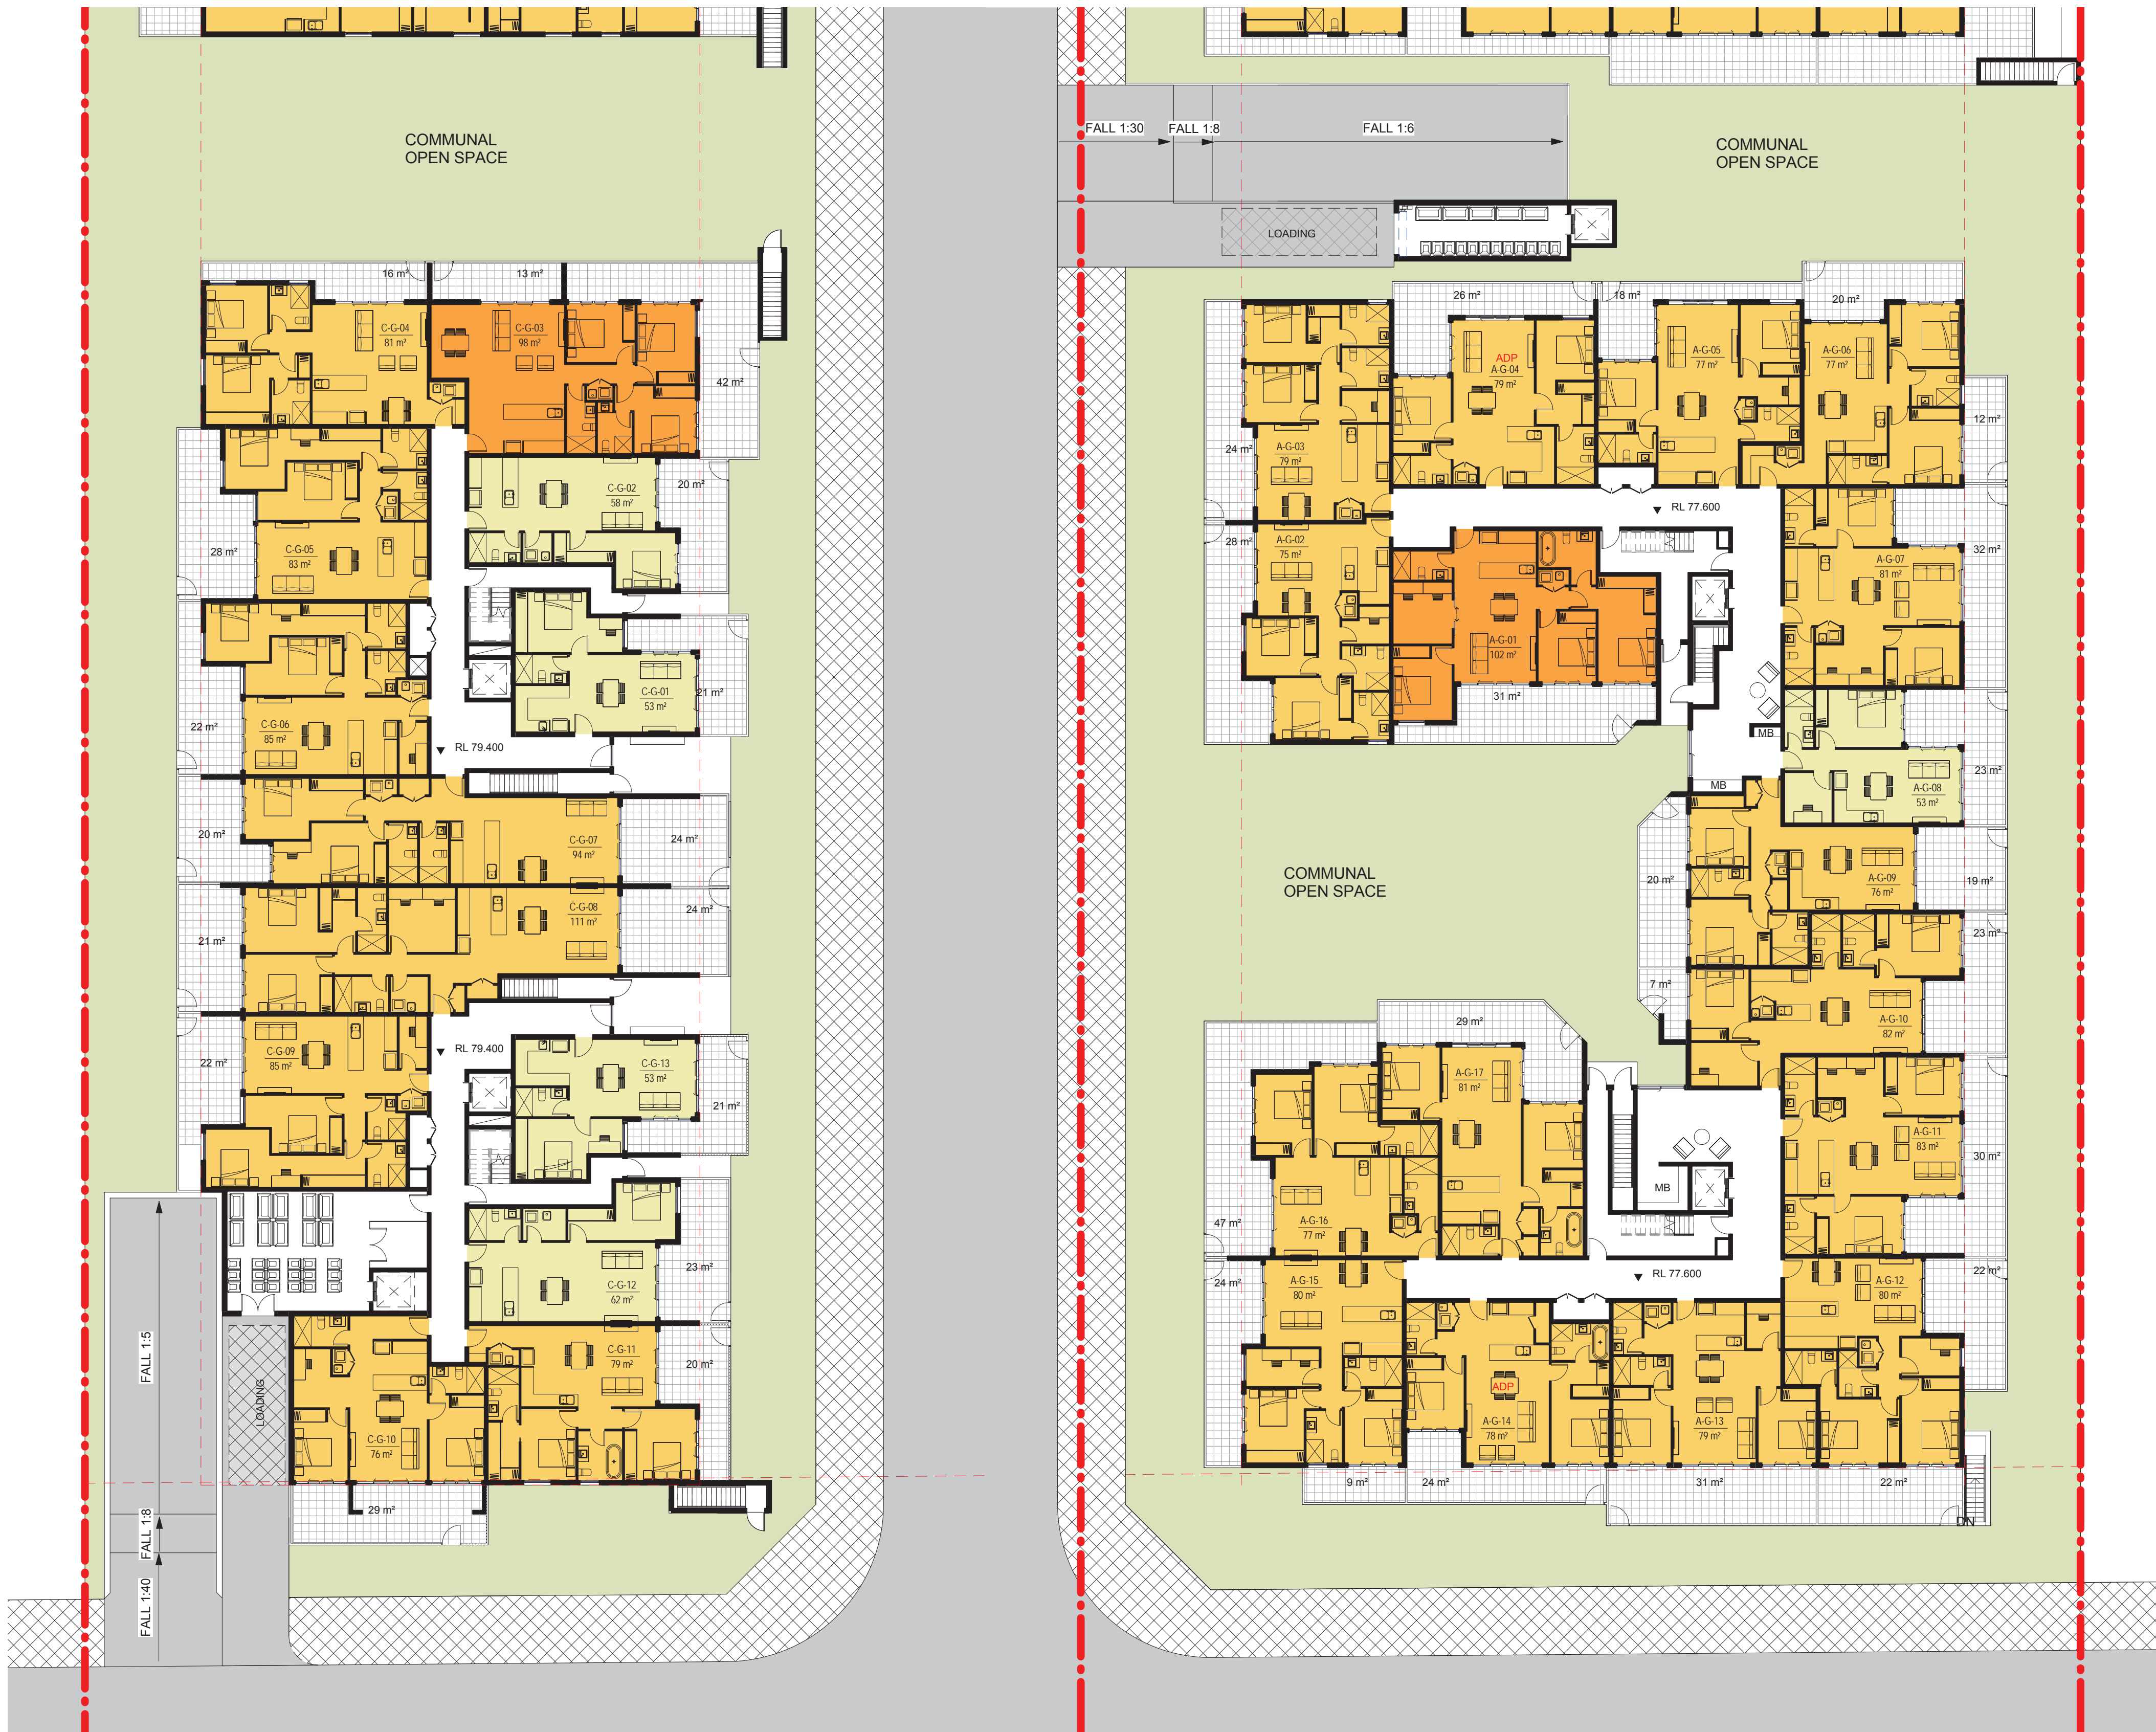 COMMUNAL
OPEN SPACE
FALL 1:30
FALL 1:8
FALL 1:6
COMMUNAL
OPEN SPACE
LOADING
16 m²
13 m²
C-G-04
81 m²
C-G-03
98 m²
42 m²
C-G-02
58 m²
20 m²
28 m²
C-G-05
83 m²
C-G-01
53 m²
21 m²
22 m²
C-G-06
85 m²
RL 79.400
20 m²
C-G-07
94 m²
24 m²
C-G-08
111 m²
24 m²
21 m²
22 m²
C-G-09
85 m²
RL 79.400
C-G-13
53 m²
21 m²
C-G-12
62 m²
23 m²
C-G-11
79 m²
20 m²
C-G-10
76 m²
29 m²
LOADING
FALL 1:5
FALL 1:8
FALL 1:40
26 m²
18 m²
20 m²
ADP
A-G-04
79 m²
A-G-05
77 m²
A-G-06
77 m²
12 m²
24 m²
A-G-03
79 m²
RL 77.600
28 m²
A-G-02
75 m²
32 m²
A-G-07
81 m²
A-G-01
102 m²
31 m²
MB
MB
23 m²
A-G-08
53 m²
COMMUNAL
OPEN SPACE
20 m²
A-G-09
76 m²
19 m²
23 m²
7 m²
A-G-10
82 m²
29 m²
A-G-17
81 m²
A-G-11
83 m²
30 m²
MB
47 m²
A-G-16
77 m²
RL 77.600
24 m²
A-G-15
80 m²
A-G-12
80 m²
22 m²
ADP
A-G-14
78 m²
A-G-13
79 m²
9 m²
24 m²
31 m²
22 m²
DN